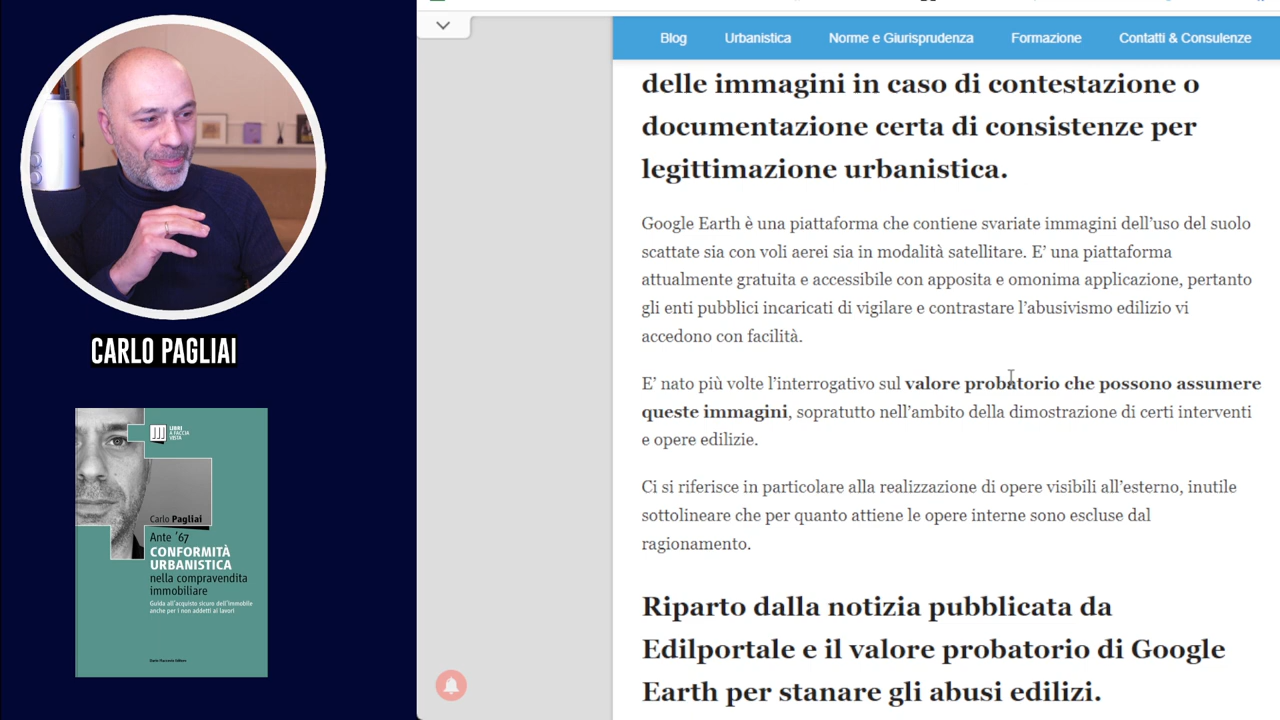 Blog Urbanistica Norme e Giurisprudenza Formazione Contatti & Consulenze
delle immagini in caso di contestazione o
documentazione certa di consistenze per
legittimazione urbanistica.
Google Earth è una piattaforma che contiene svariate immagini dell’uso del suolo
scattate sia con voli aerei sia in modalità satellitare. E’ una piattaforma
attualmente gratuita e accessibile con apposita e omonima applicazione, pertanto
gli enti pubblici incaricati di vigilare e contrastare l’abusivismo edilizio vi
accedono con facilità.
E’ nato più volte l’interrogativo sul valore probatorio che possono assumere
queste immagini, sopratutto nell’ambito della dimostrazione di certi interventi
e opere edilizie.
Ci si riferisce in particolare alla realizzazione di opere visibili all’esterno, inutile
sottolineare che per quanto attiene le opere interne sono escluse dal
ragionamento.
Riparto dalla notizia pubblicata da
Edilportale e il valore probatorio di Google
Earth per stanare gli abusi edilizi.
CARLO PAGLIAI
LIBRI
A FACCIA
VISTA
Carlo Pagliai
Ante ’67
CONFORMITÀ
URBANISTICA
nella compravendita
immobiliare
Guida all’acquisto sicuro dell’immobile
anche per i non addetti ai lavori
Dario Flaccovio Editore